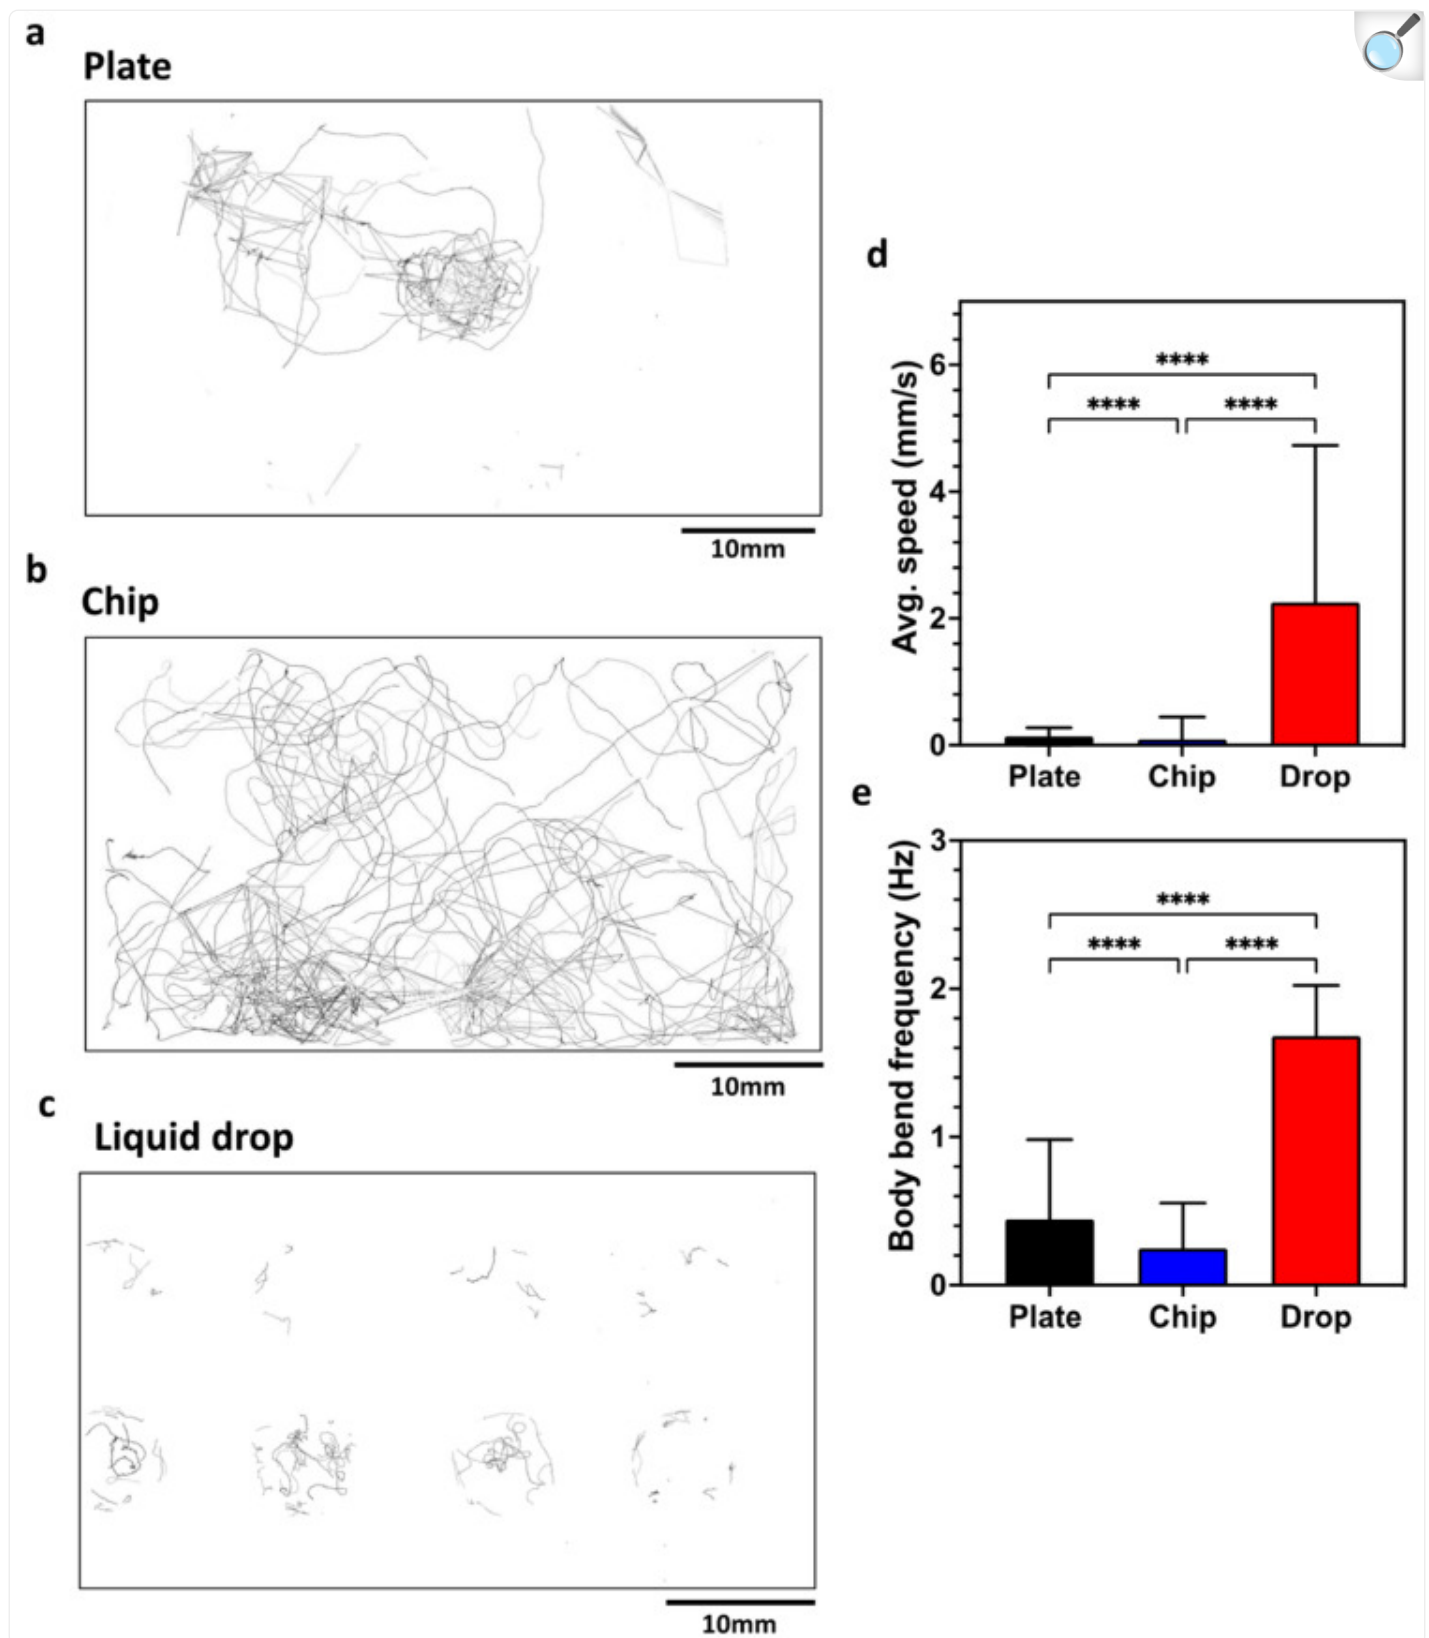 a
Plate
10mm
b
Chip
10mm
c
Liquid drop
10mm
d
Avg. speed (mm/s)
6
4
2
0
****
**** ****
Plate Chip Drop
e
Body bend frequency (Hz)
3
2
1
0
****
**** ****
Plate Chip Drop